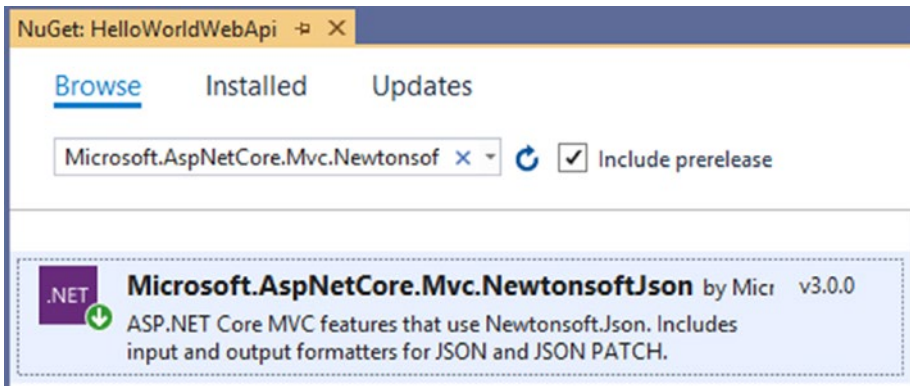 NuGet: HelloWorldWebApi
Browse Installed Updates
Microsoft.AspNetCore.Mvc.Newtonsof Include prerelease
.NET Microsoft.AspNetCore.Mvc.NewtonsoftJson by Micr v3.0.0
ASP.NET Core MVC features that use Newtonsoft.Json. Includes
input and output formatters for JSON and JSON PATCH.